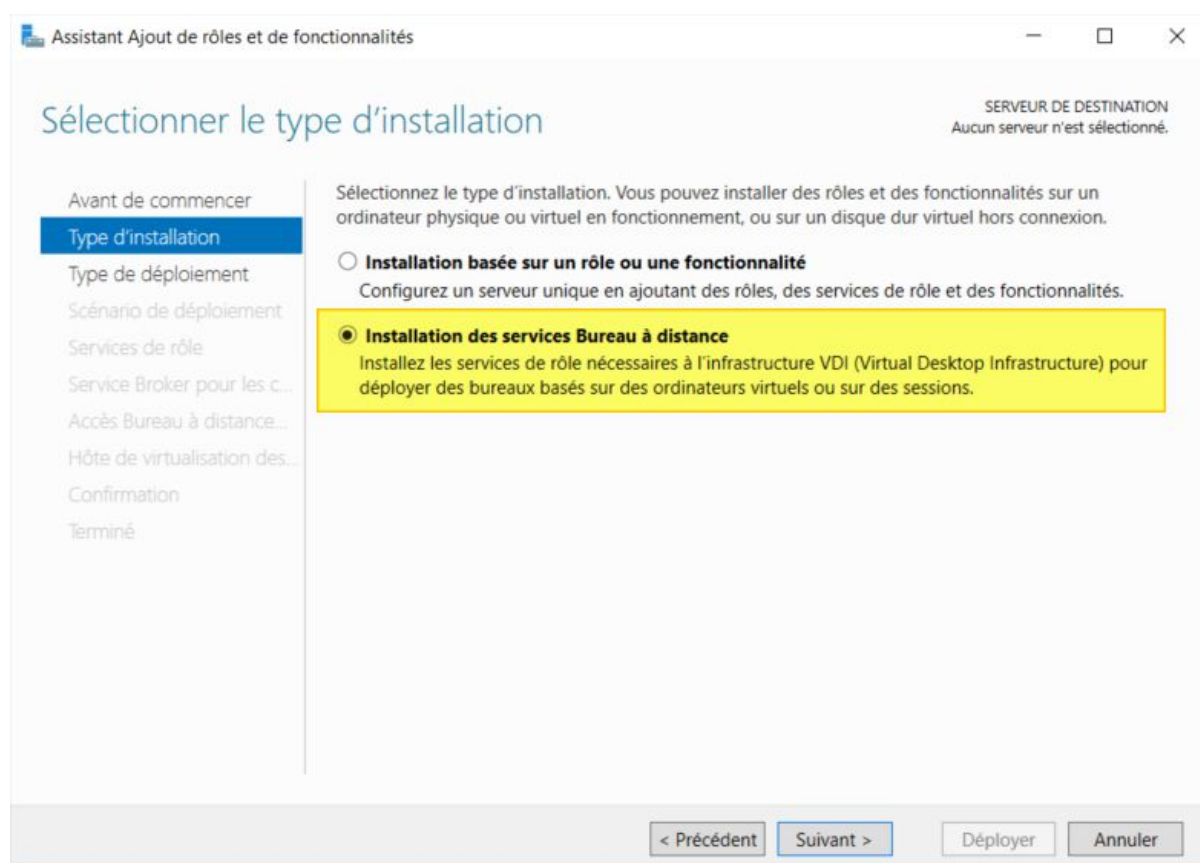 Assistant Ajout de rôles et de fonctionnalités
Sélectionner le type d'installation
SERVEUR DE DESTINATION
Aucun serveur n'est sélectionné.
Avant de commencer
Type d'installation
Type de déploiement
Scénario de déploiement
Services de rôle
Service Broker pour les c...
Accès Bureau à distance...
Hôte de virtualisation des...
Confirmation
Terminé
Sélectionnez le type d'installation. Vous pouvez installer des rôles et des fonctionnalités sur un
ordinateur physique ou virtuel en fonctionnement, ou sur un disque dur virtuel hors connexion.
Installation basée sur un rôle ou une fonctionnalité
Configurez un serveur unique en ajoutant des rôles, des services de rôle et des fonctionnalités.
Installation des services Bureau à distance
Installez les services de rôle nécessaires à l'infrastructure VDI (Virtual Desktop Infrastructure) pour
déployer des bureaux basés sur des ordinateurs virtuels ou sur des sessions.
< Précédent
Suivant >
Déployer
Annuler